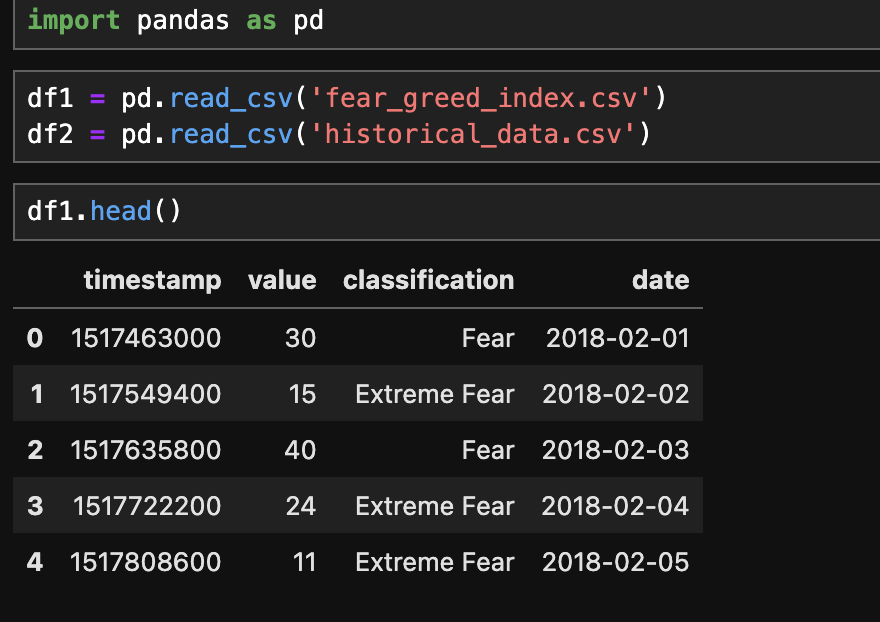 import pandas as pd
df1 = pd.read_csv('fear_greed_index.csv')
df2 = pd.read_csv('historical_data.csv')
df1.head()
timestamp value classification date
0 1517463000 30 Fear 2018-02-01
1 1517549400 15 Extreme Fear 2018-02-02
2 1517635800 40 Fear 2018-02-03
3 1517722200 24 Extreme Fear 2018-02-04
4 1517808600 11 Extreme Fear 2018-02-05